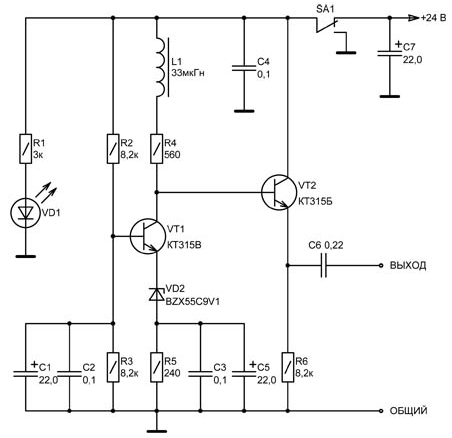 SA1
+24 В
L1
33мкГн
C4
0,1
+
C7
22,0
R1
3к
R2
8,2к
R4
560
VT2
КТ315Б
VD1
VT1
КТ315В
C6 0,22
ВЫХОД
VD2
BZX55C9V1
+
C1
22,0
C2
0,1
R3
8,2к
R5
240
C3
0,1
+
C5
22,0
R6
8,2к
ОБЩИЙ